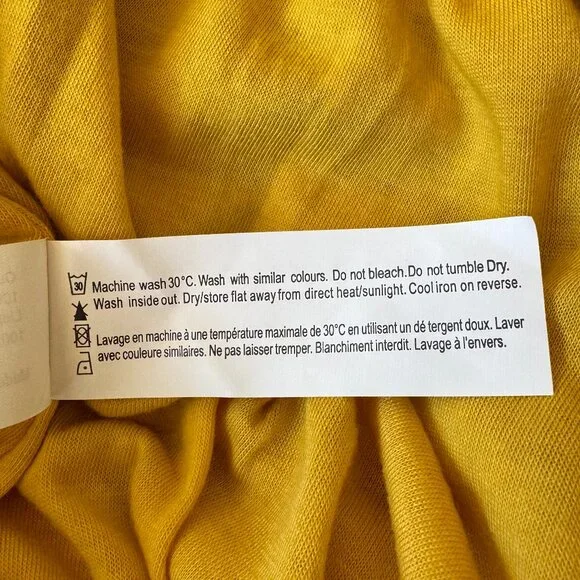 30
Machine wash 30°C. Wash with similar colours. Do not bleach.Do not tumble Dry.
Wash inside out. Dry/store flat away from direct heat/sunlight. Cool iron on reverse.
Lavage en machine à une température maximale de 30°C en utilisant un dé tergent doux. Laver
avec couleure similaires. Ne pas laisser tremper. Blanchiment interdit. Lavage à l'envers.